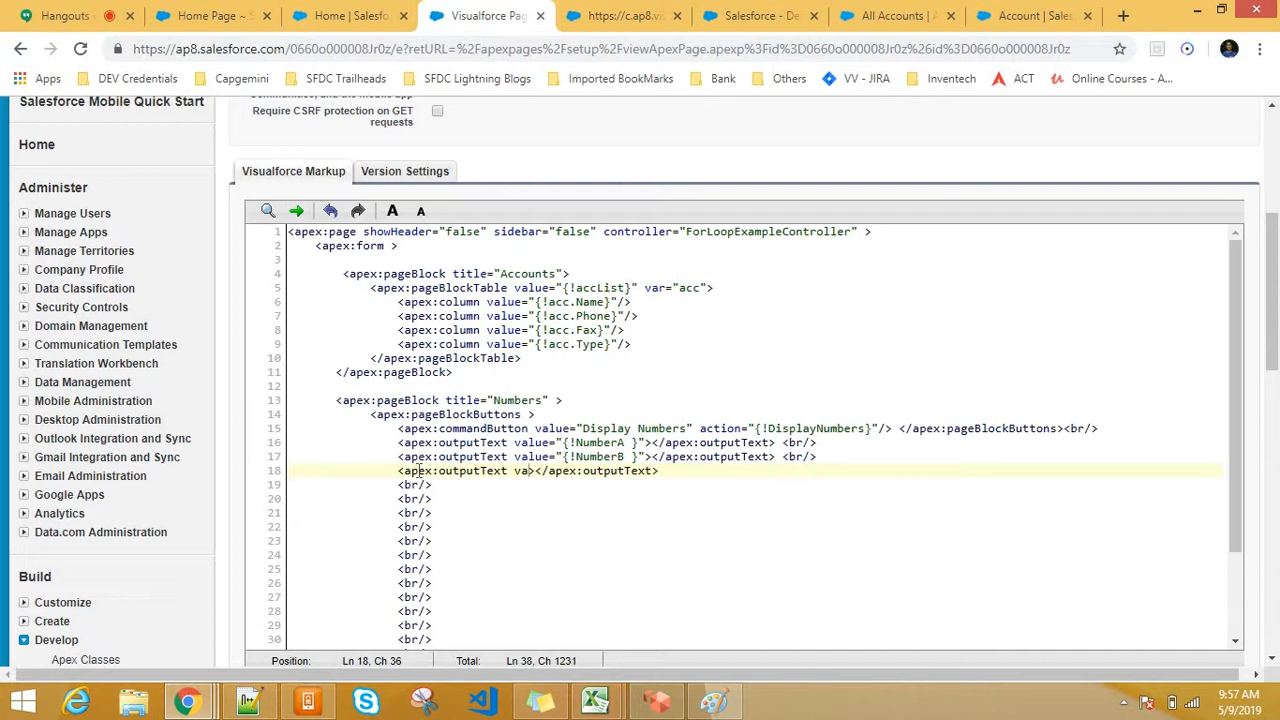 Hangouts
Home Page ~ S
Home | Salesfo
Visualforce Pag
https://c.ap8.vi
Salesforce - De
All Accounts | A
Account | Sales
https://ap8.salesforce.com/0660o000008Jr0z/e?retURL=%2Fapexpages%2Fsetup%2FviewApexPage.apexp%3Fid%3D0660o000008Jr0z%26id%3D0660o000008Jr0z
Apps
DEV Credentials
Capgemini
SFDC Trailheads
SFDC Lightning Blogs
Imported BookMarks
Bank
Others
VV - JIRA
Inventech
ACT
Online Courses - A...
Salesforce Mobile Quick Start
Home
Administer
Manage Users
Manage Apps
Manage Territories
Company Profile
Data Classification
Security Controls
Domain Management
Communication Templates
Translation Workbench
Data Management
Mobile Administration
Desktop Administration
Outlook Integration and Sync
Gmail Integration and Sync
Email Administration
Google Apps
Analytics
Data.com Administration
Build
Customize
Create
Develop
Apex Classes
Require CSRF protection on GET
requests
Visualforce Markup
Version Settings
A A
1 <apex:page showHeader="false" sidebar="false" controller="ForLoopExampleController" >
2 <apex:form >
3
4 <apex:pageBlock title="Accounts">
5 <apex:pageBlockTable value="{!accList}" var="acc">
6 <apex:column value="{!acc.Name}"/>
7 <apex:column value="{!acc.Phone}"/>
8 <apex:column value="{!acc.Fax}"/>
9 <apex:column value="{!acc.Type}"/>
10 </apex:pageBlockTable>
11 </apex:pageBlock>
12
13 <apex:pageBlock title="Numbers" >
14 <apex:pageBlockButtons >
15 <apex:commandButton value="Display Numbers" action="{!DisplayNumbers}"/> </apex:pageBlockButtons><br/>
16 <apex:outputText value="{!NumberA }"></apex:outputText> <br/>
17 <apex:outputText value="{!NumberB }"></apex:outputText> <br/>
18 <apex:outputText va></apex:outputText>
19 <br/>
20 <br/>
21 <br/>
22 <br/>
23 <br/>
24 <br/>
25 <br/>
26 <br/>
27 <br/>
28 <br/>
29 <br/>
30 <br/>
Position: Ln 18, Ch 36 Total: Ln 38, Ch 1231
9:57 AM
5/9/2019